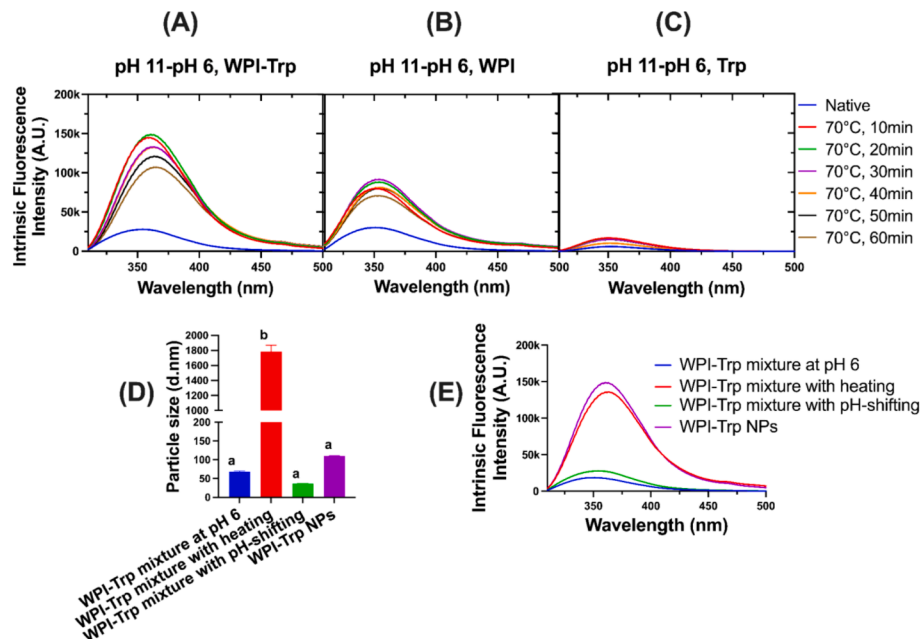 (A)
(B)
(C)
pH 11-pH 6, WPI-Trp
pH 11-pH 6, WPI
pH 11-pH 6, Trp
Intrinsic Fluorescence
Intensity (A.U.)
200k
150k
100k
50k
0
350
400
450
500
350
400
450
500
350
400
450
500
Wavelength (nm)
Wavelength (nm)
Wavelength (nm)
Native
70°C, 10min
70°C, 20min
70°C, 30min
70°C, 40min
70°C, 50min
70°C, 60min
(D)
Particle size (d.nm)
2000
1800
1600
1400
1200
1000
200
150
100
50
0
a
b
a
a
WPI-Trp mixture at pH 6
WPI-Trp mixture with heating
WPI-Trp mixture with pH-shifting
WPI-Trp NPs
(E)
Intrinsic Fluorescence
Intensity (A.U.)
200k
150k
100k
50k
0
350
400
450
500
Wavelength (nm)
WPI-Trp mixture at pH 6
WPI-Trp mixture with heating
WPI-Trp mixture with pH-shifting
WPI-Trp NPs